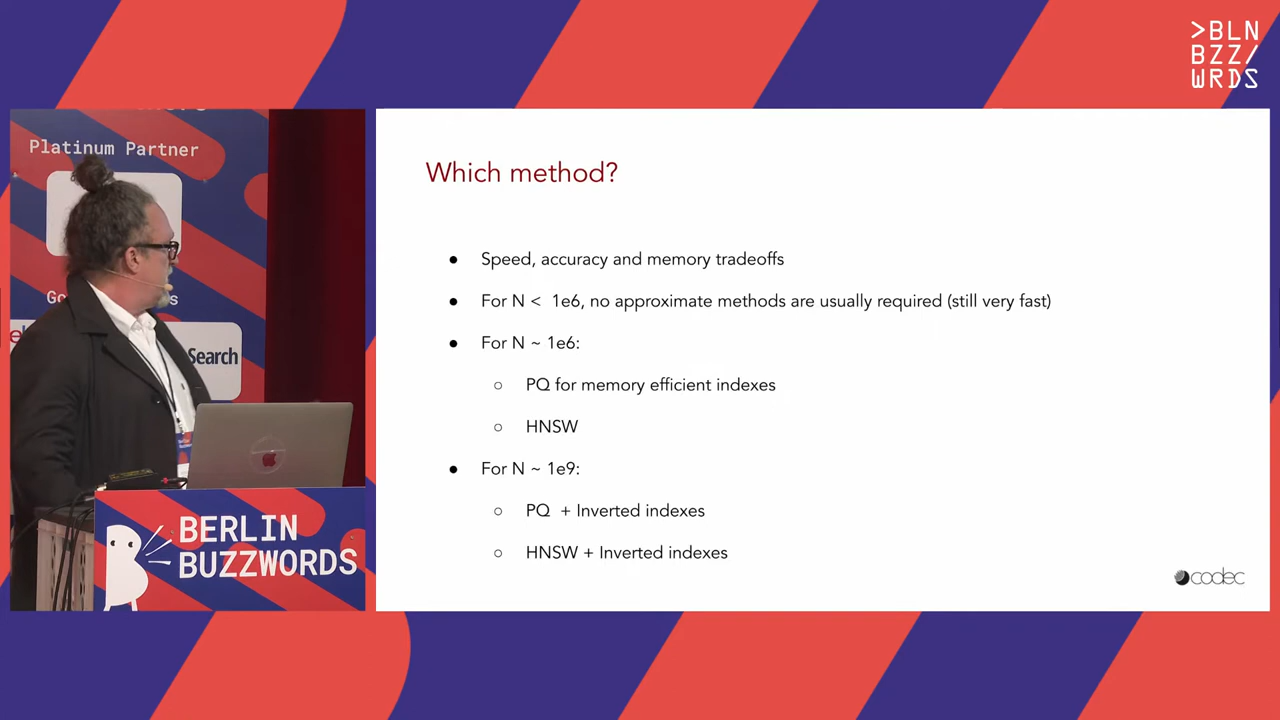 >BLN
BZZ/
WRDS
Platinum Partner
Search
BERLIN
BUZZWORDS
Which method?
● Speed, accuracy and memory tradeoffs
● For N < 1e6, no approximate methods are usually required (still very fast)
● For N ~ 1e6:
○ PQ for memory efficient indexes
○ HNSW
● For N ~ 1e9:
○ PQ + Inverted indexes
○ HNSW + Inverted indexes
codec